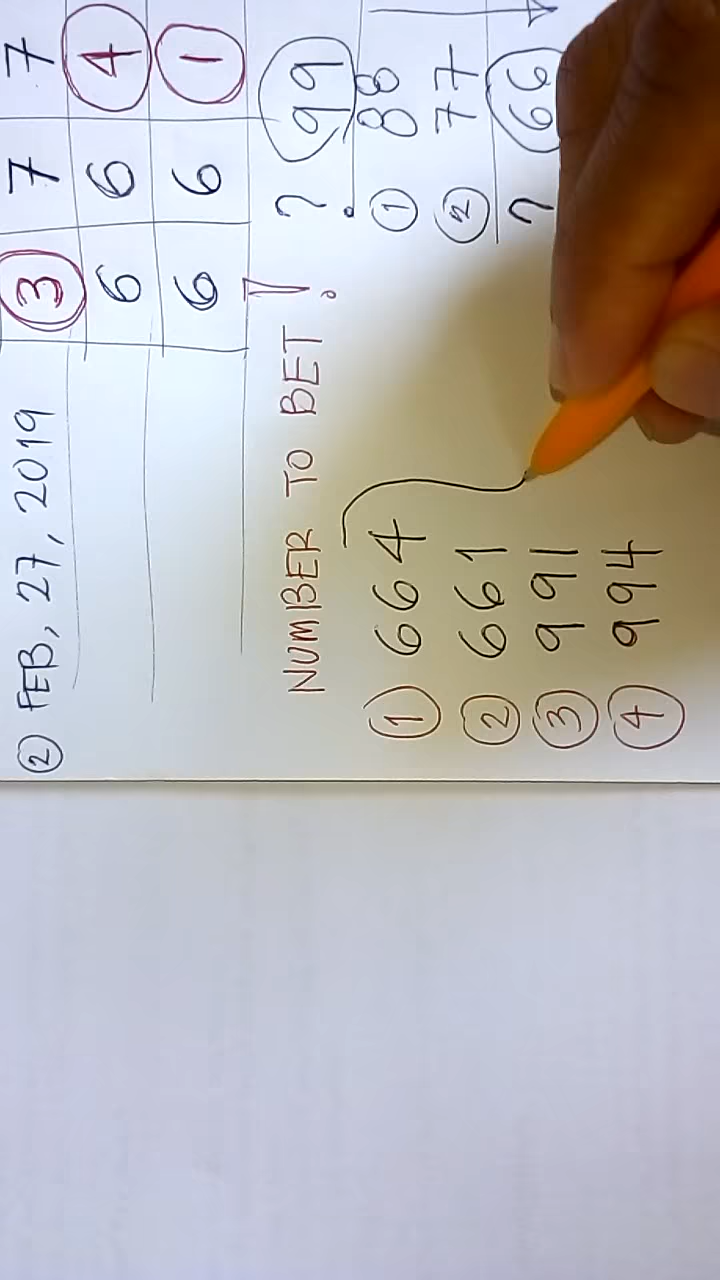 ② FEB, 27, 2019 3 7 7
6 6 4
6 6 1
NUMBER TO BET ! ? 99
① 664 ① 88
② 661 ② 77
③ 991 ? 66
④ 994